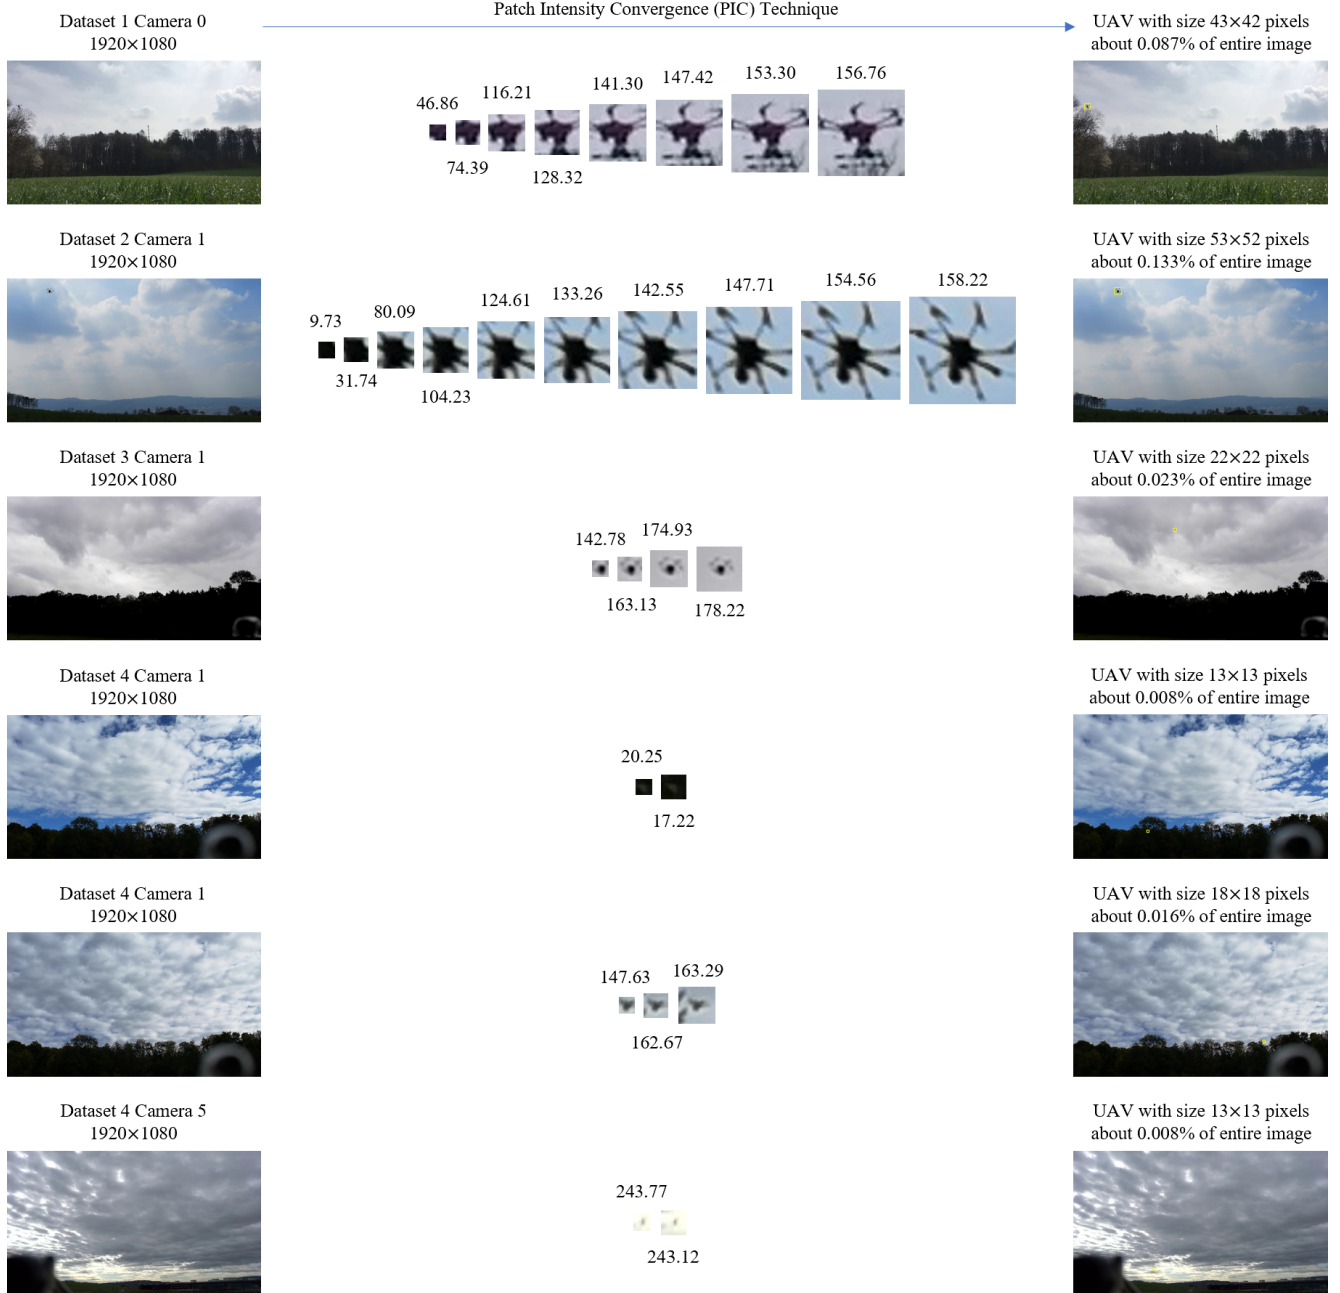 Patch Intensity Convergence (PIC) Technique
Dataset 1 Camera 0
1920×1080
46.86
74.39
116.21
128.32
141.30
147.42
153.30
156.76
UAV with size 43×42 pixels
about 0.087% of entire image
Dataset 2 Camera 1
1920×1080
9.73
31.74
80.09
104.23
124.61
133.26
142.55
147.71
154.56
158.22
UAV with size 53×52 pixels
about 0.133% of entire image
Dataset 3 Camera 1
1920×1080
142.78
163.13
174.93
178.22
UAV with size 22×22 pixels
about 0.023% of entire image
Dataset 4 Camera 1
1920×1080
20.25
17.22
UAV with size 13×13 pixels
about 0.008% of entire image
Dataset 4 Camera 1
1920×1080
147.63
162.67
163.29
UAV with size 18×18 pixels
about 0.016% of entire image
Dataset 4 Camera 5
1920×1080
243.77
243.12
UAV with size 13×13 pixels
about 0.008% of entire image